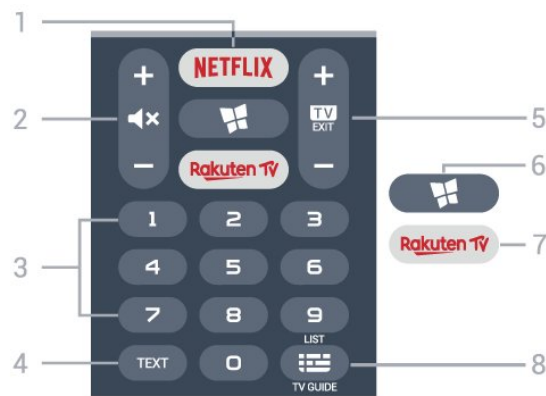 1
NETFLIX
+ +
2
TV
EXIT
5
6
− −
Rakuten TV
Rakuten TV
7
1 2 3
3
4 5 6
7 8 9
LIST
4
TEXT 0
8
TV GUIDE